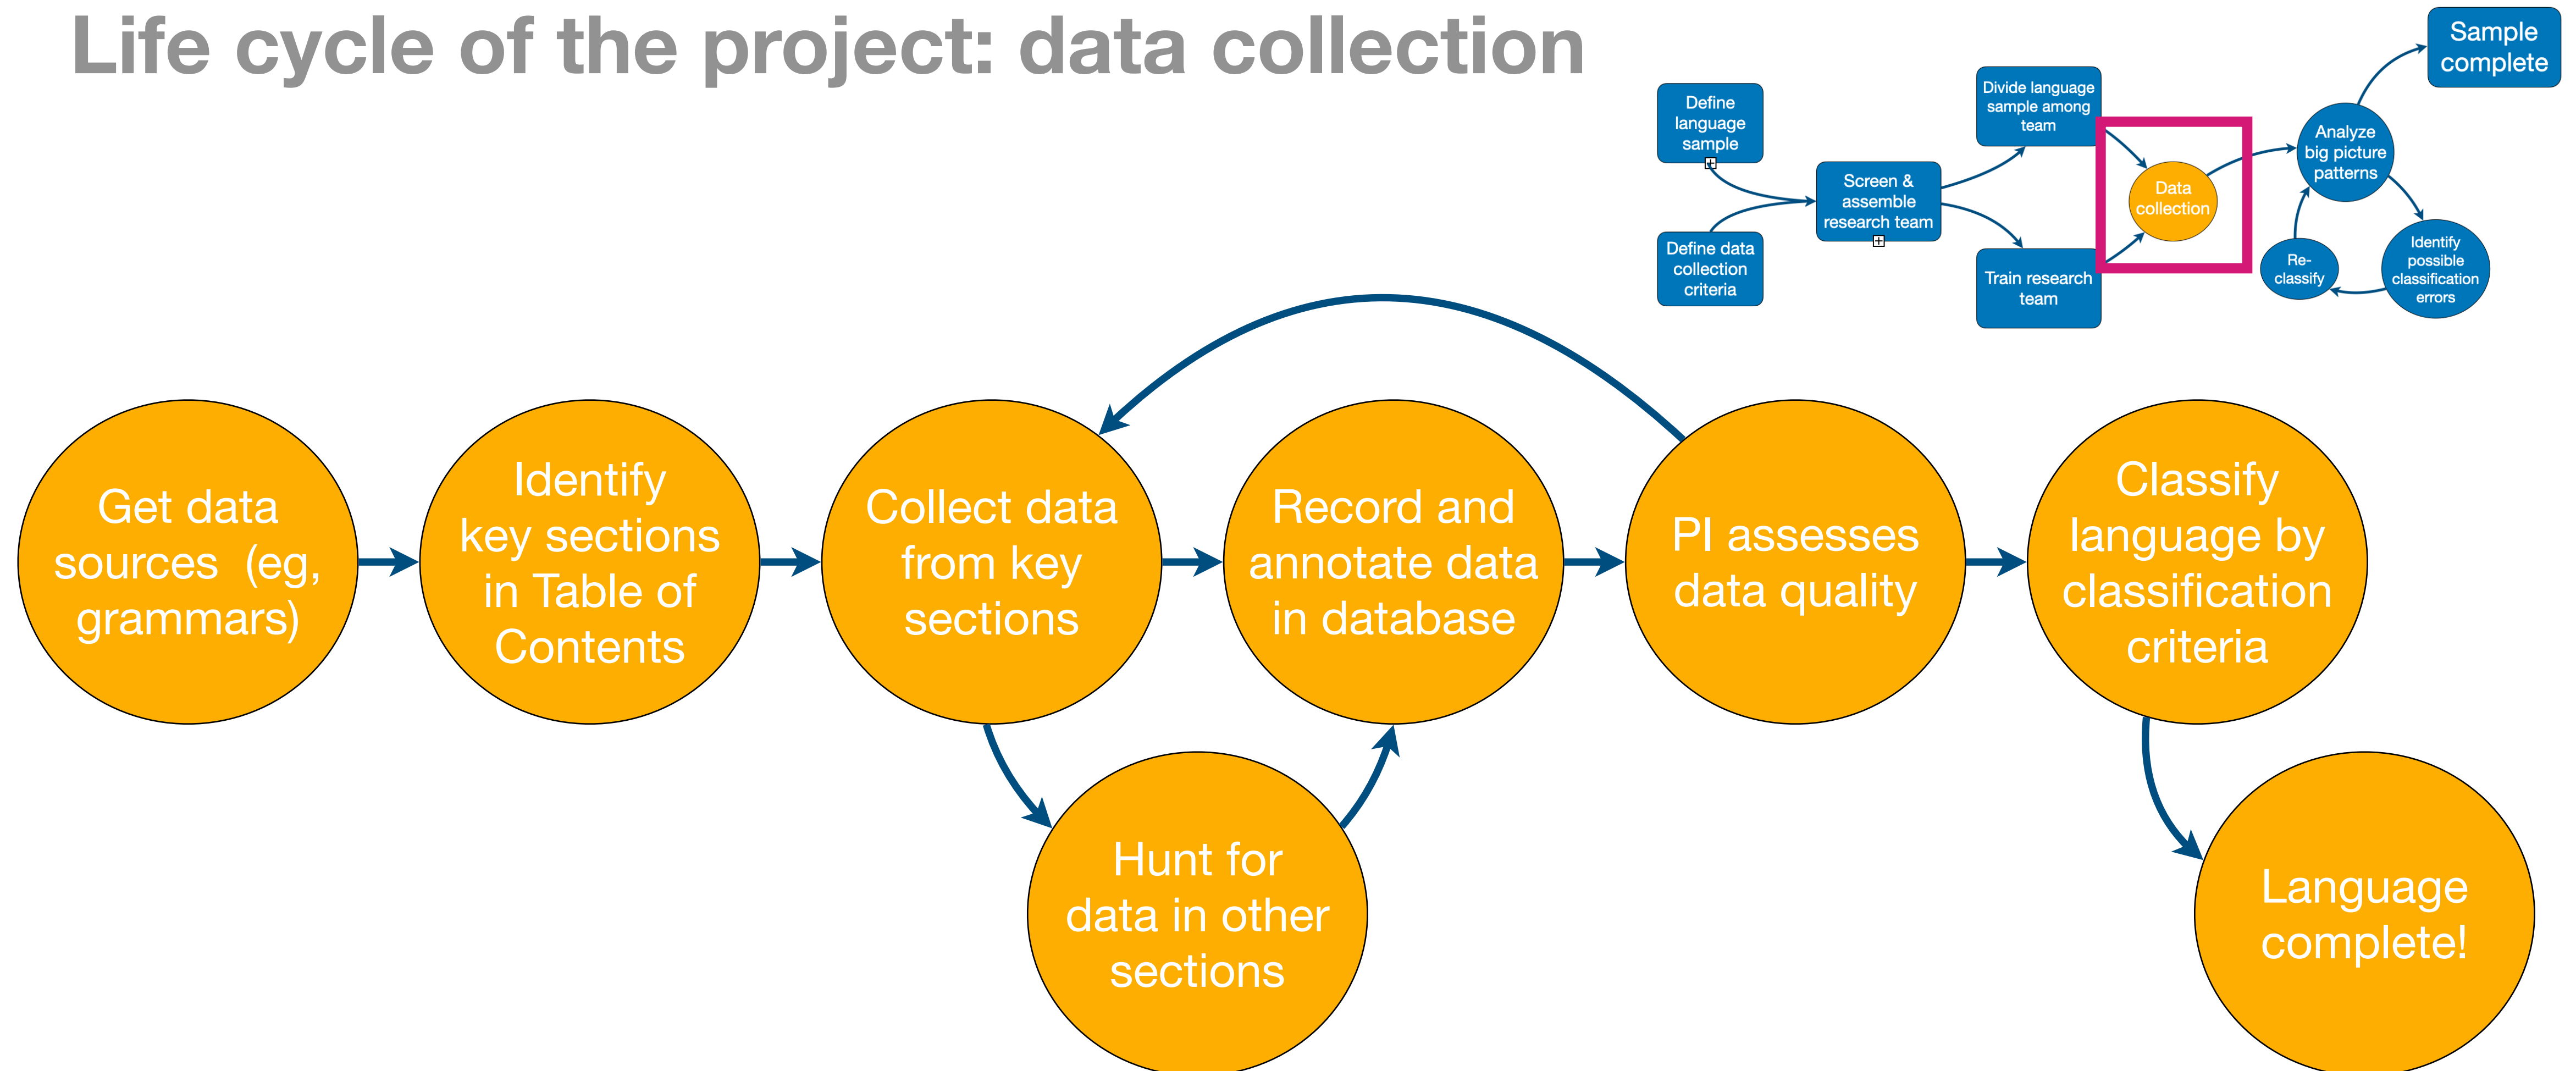 Life cycle of the project: data collection
Define
language
sample
Define data
collection
criteria
Screen &
assemble
research team
Divide language
sample among
team
Train research
team
Data
collection
Analyze
big picture
patterns
Sample
complete
Identify
possible
classification
errors
Re-
classify
Get data
sources (eg,
grammars)
Identify
key sections
in Table of
Contents
Collect data
from key
sections
Record and
annotate data
in database
PI assesses
data quality
Classify
language by
classification
criteria
Hunt for
data in other
sections
Language
complete!